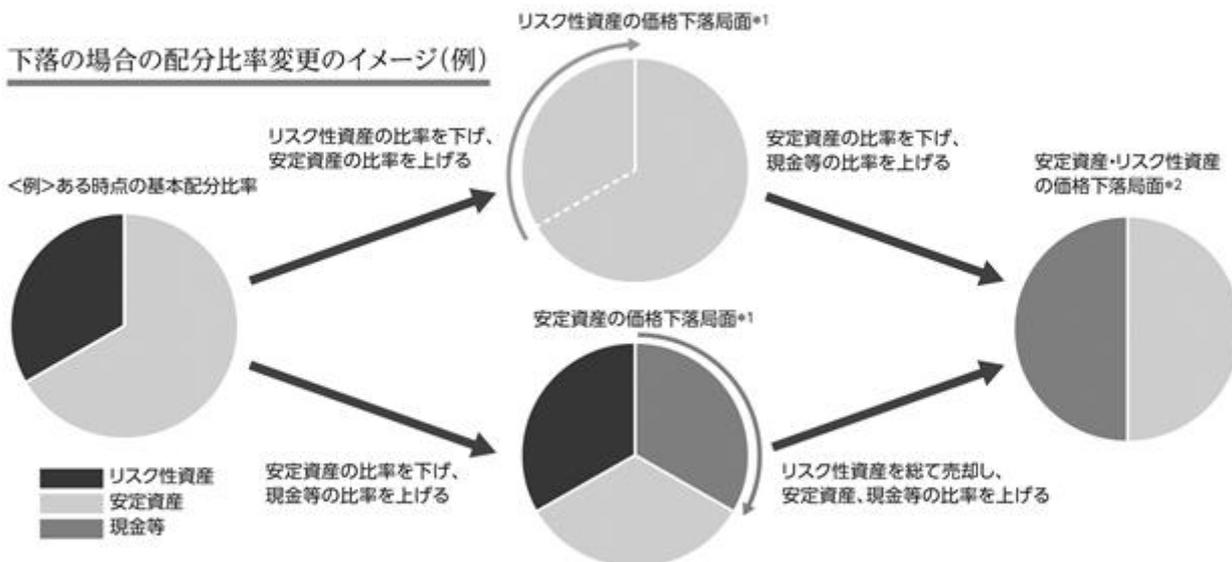 下落の場合の配分比率変更のイメージ(例)
リスク性資産の価格下落局面*1
リスク性資産の比率を下げ、
安定資産の比率を上げる
安定資産の比率を下げ、
現金等の比率を上げる
安定資産・リスク性資産
の価格下落局面*2
<例>ある時点の基本配分比率
安定資産の価格下落局面*1
リスク性資産
安定資産
現金等
安定資産の比率を下げ、
現金等の比率を上げる
リスク性資産を総て売却し、
安定資産、現金等の比率を上げる